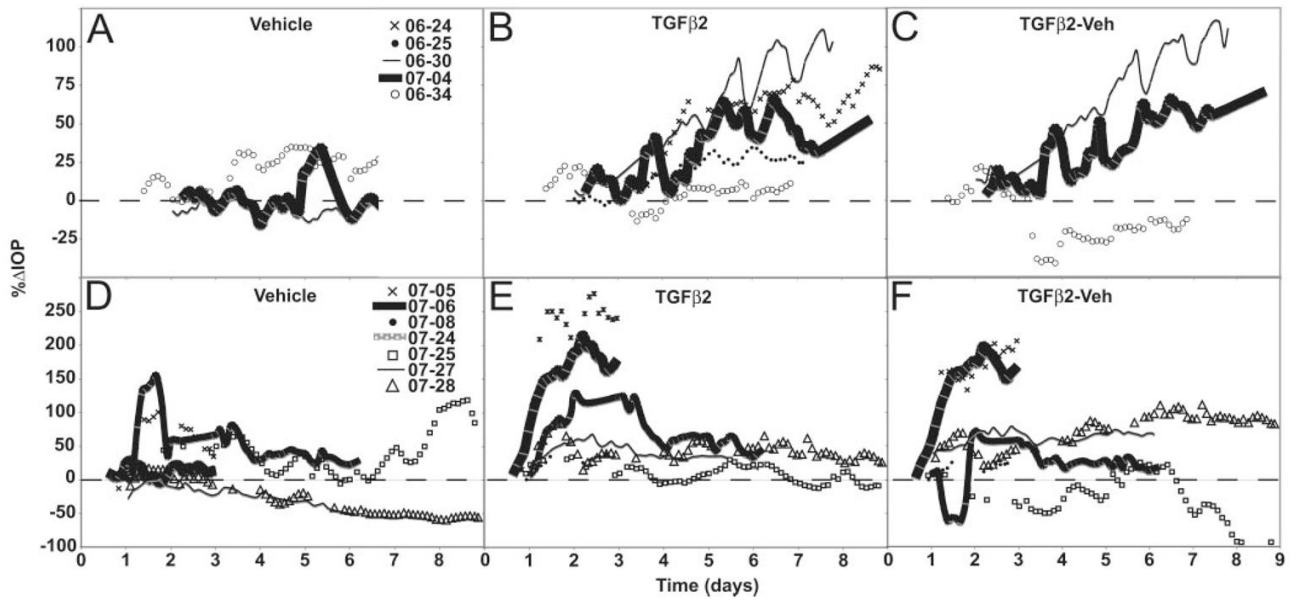 A
Vehicle
06-24
06-25
06-30
07-04
06-34
B
TGFβ2
C
TGFβ2-Veh
100
75
50
25
0
-25
%ΔIOP
D
Vehicle
07-05
07-06
07-08
07-24
07-25
07-27
07-28
E
TGFβ2
F
TGFβ2-Veh
250
200
150
100
50
0
-50
-100
0 1 2 3 4 5 6 7 8 0 1 2 3 4 5 6 7 8 0 1 2 3 4 5 6 7 8 9
Time (days)